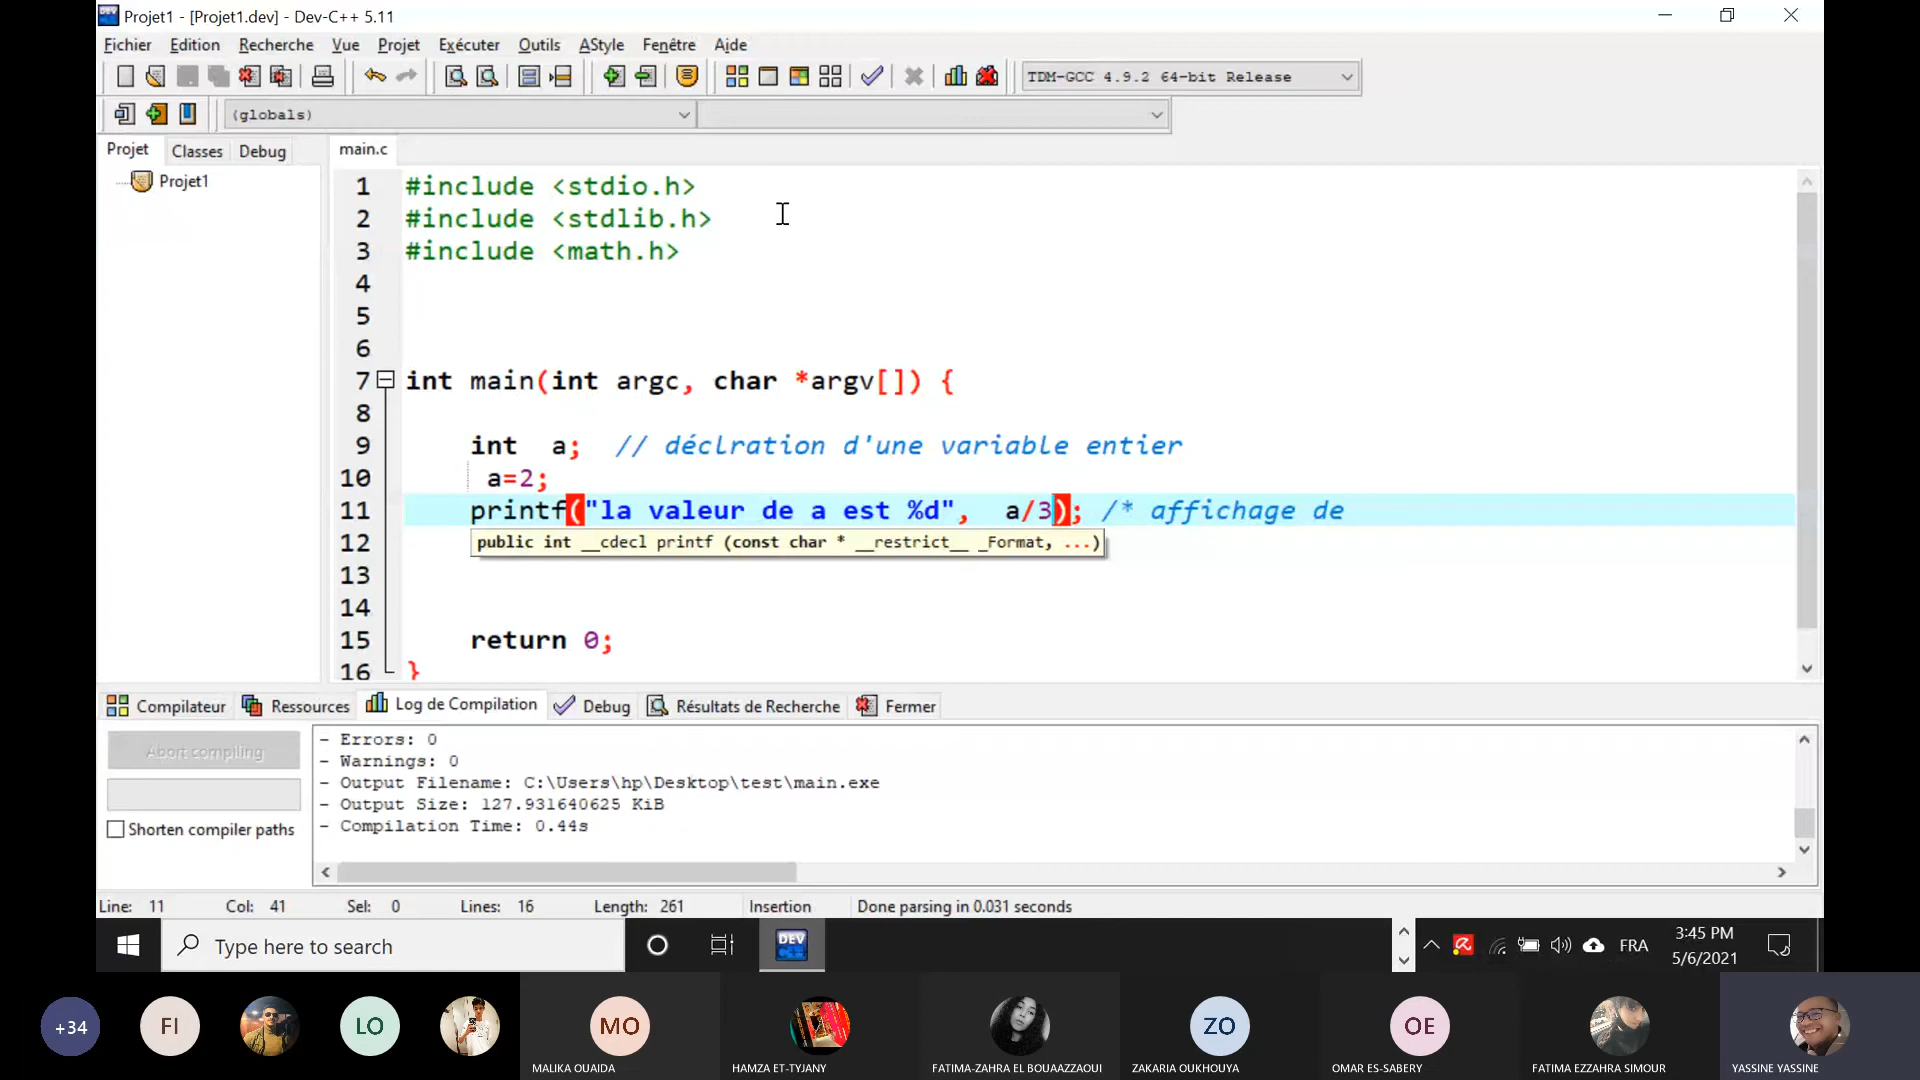 Projet1 - [Projet1.dev] - Dev-C++ 5.11
Fichier Edition Recherche Vue Projet Exécuter Outils AStyle Fenêtre Aide
TDM-GCC 4.9.2 64-bit Release
(globals)
Projet Classes Debug main.c
Projet1
1 #include <stdio.h>
2 #include <stdlib.h>
3 #include <math.h>
4
5
6
7 int main(int argc, char *argv[]) {
8
9 int a; // déclration d'une variable entier
10 a=2;
11 printf("la valeur de a est %d", a/3); /* affichage de
12 public int __cdecl printf (const char * __restrict__ _Format, ...)
13
14
15 return 0;
16 }
Compilateur Ressources Log de Compilation Debug Résultats de Recherche Fermer
Abort compiling
Shorten compiler paths
- Errors: 0
- Warnings: 0
- Output Filename: C:\Users\hp\Desktop\test\main.exe
- Output Size: 127.931640625 KiB
- Compilation Time: 0.44s
Line: 11 Col: 41 Sel: 0 Lines: 16 Length: 261 Insertion Done parsing in 0.031 seconds
Type here to search
DEV
FRA
3:45 PM
5/6/2021
+34 FI LO MO ZO OE
MALIKA OUAIDA HAMZA ET-TYJANY FATIMA-ZAHRA EL BOUAAZZAOUI ZAKARIA OUKHOUYA OMAR ES-SABERY FATIMA EZZAHRA SIMOUR YASSINE YASSINE